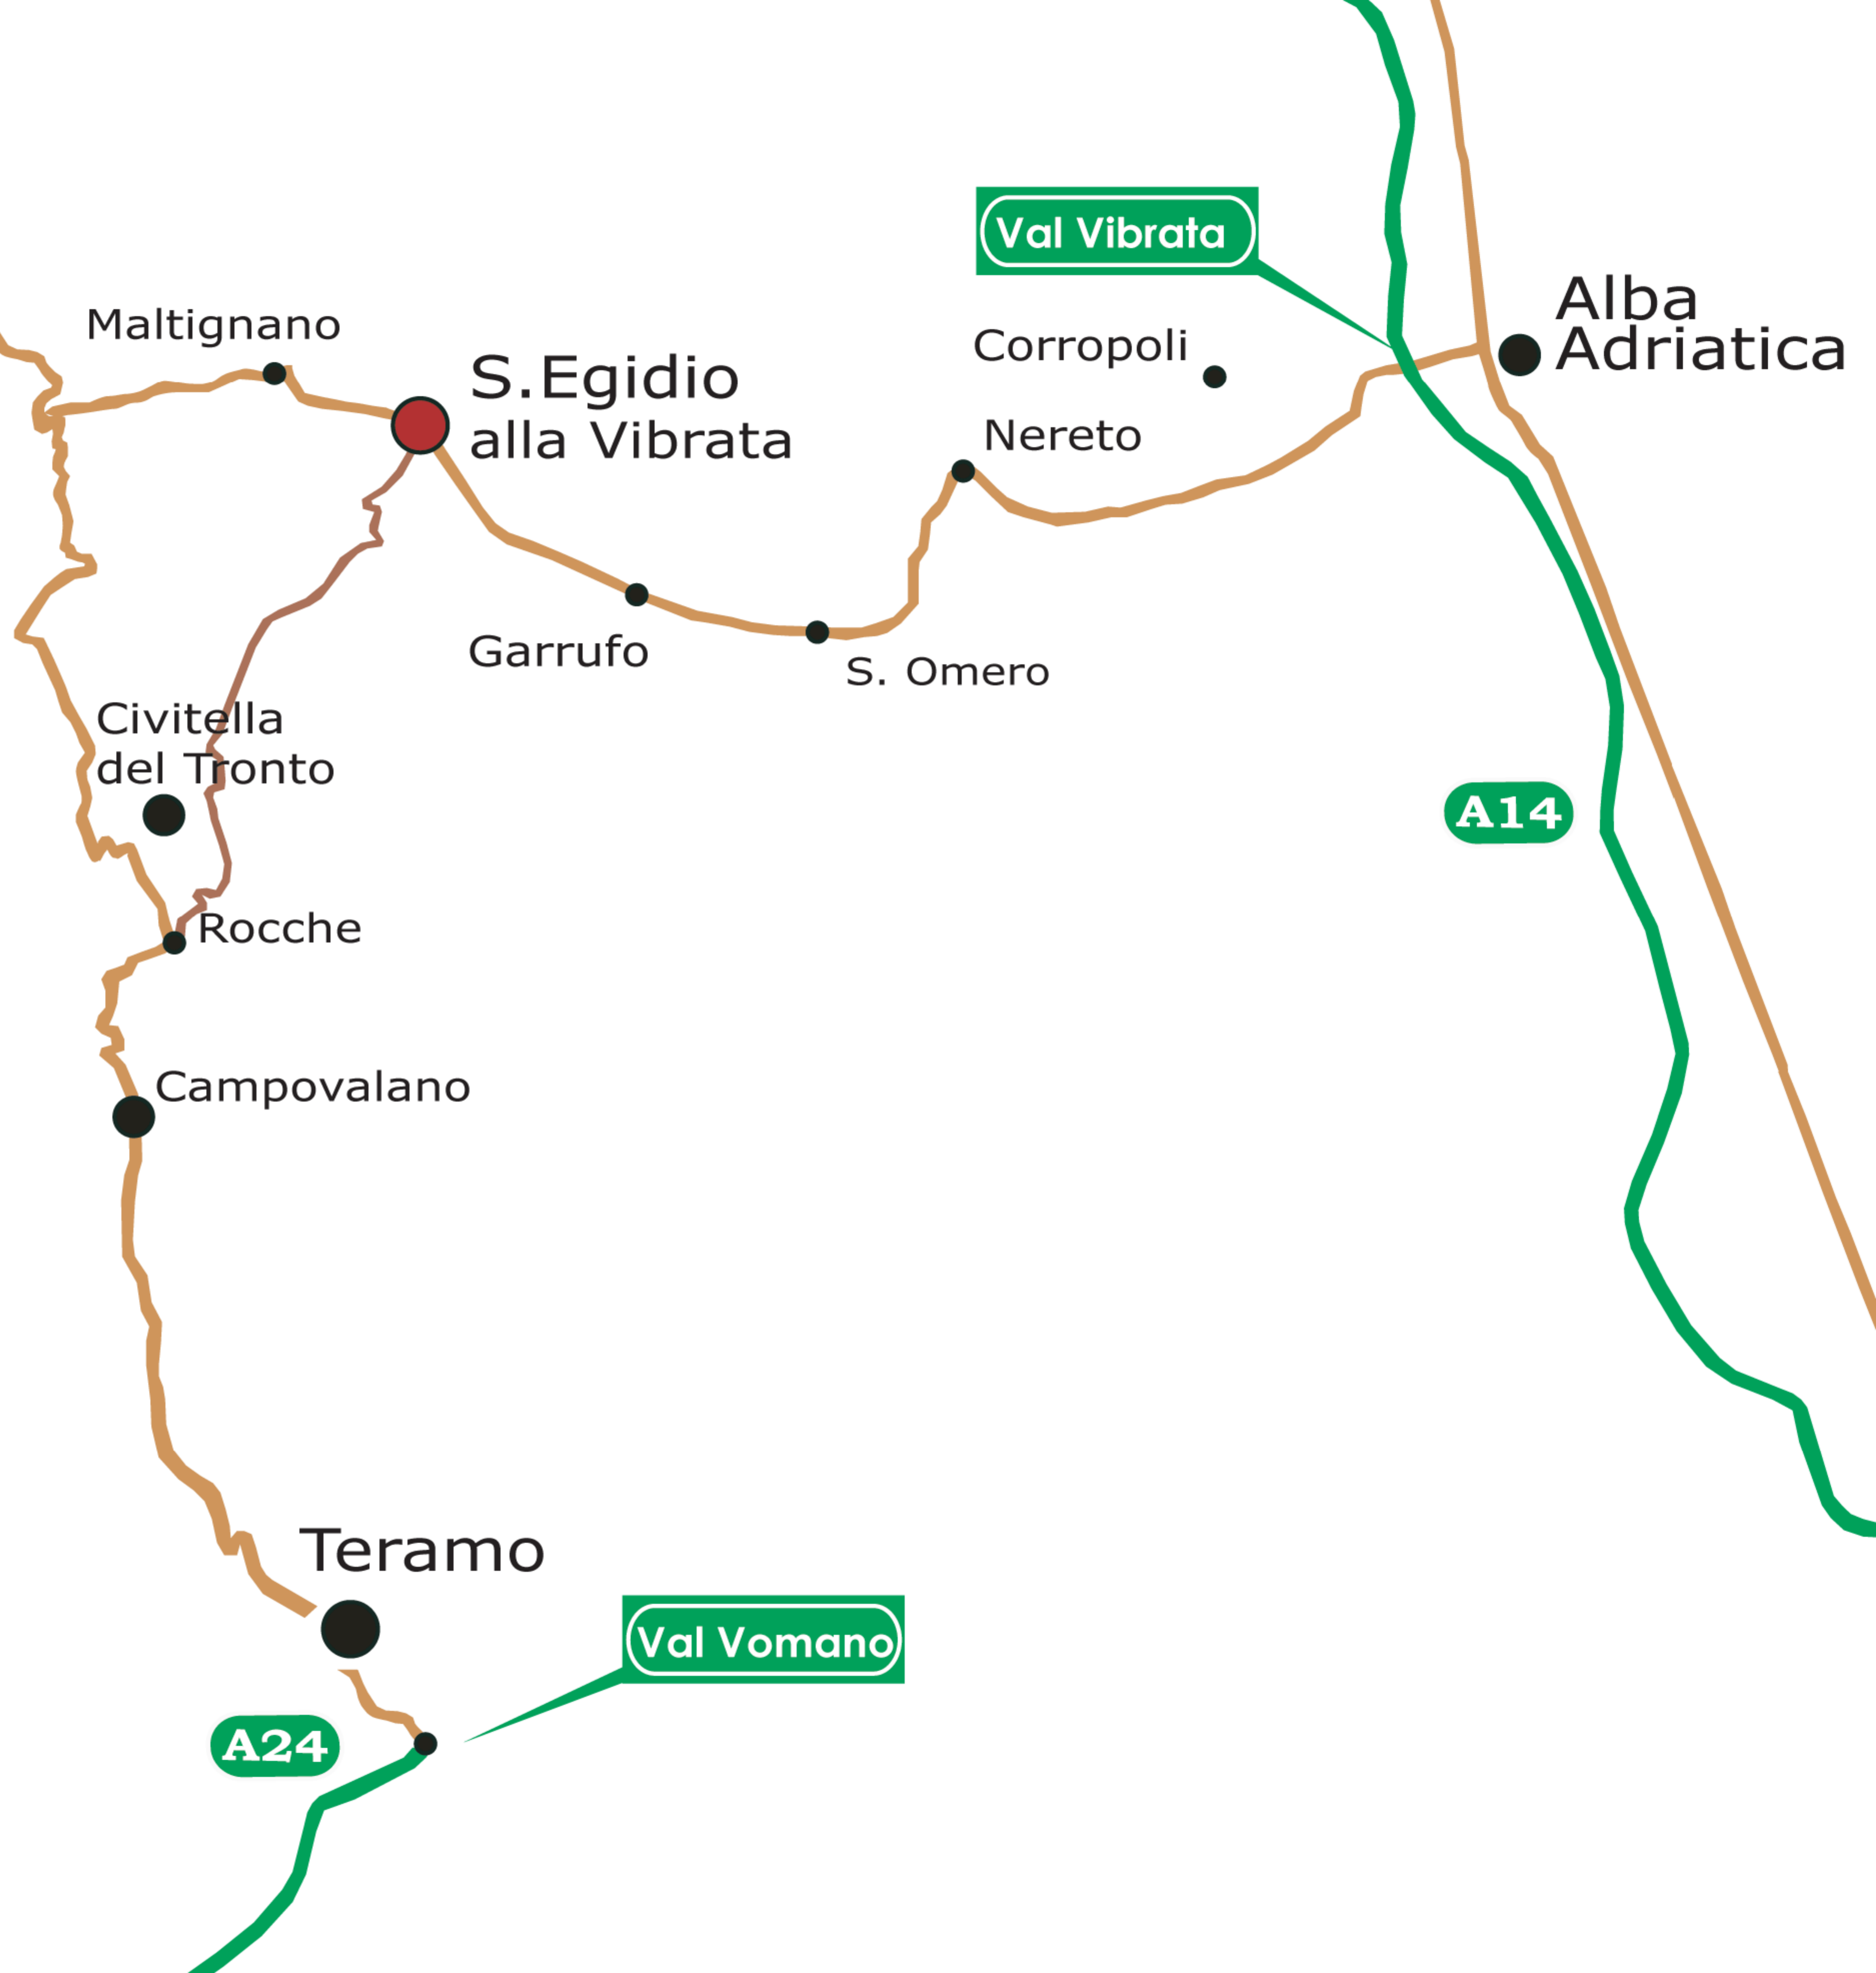 Val Vibrata
Alba
Adriatica
Maltignano
Corropoli
S.Egidio
alla Vibrata
Nereto
Garrufo
S. Omero
Civitella
del Tronto
A14
Rocche
Campovalano
Teramo
Val Vomano
A24